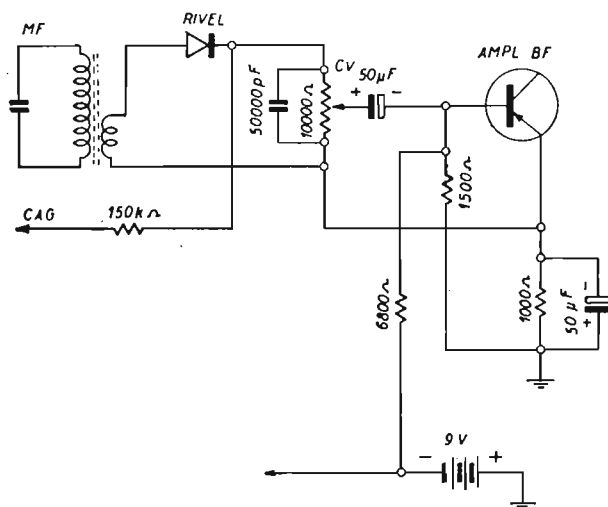 RIVEL
MF
AMPL BF
CV
50µF
+ -
50000pF
10000Ω
1500Ω
CAG
150kΩ
6800Ω
1000Ω
-
+
50µF
9V
- +